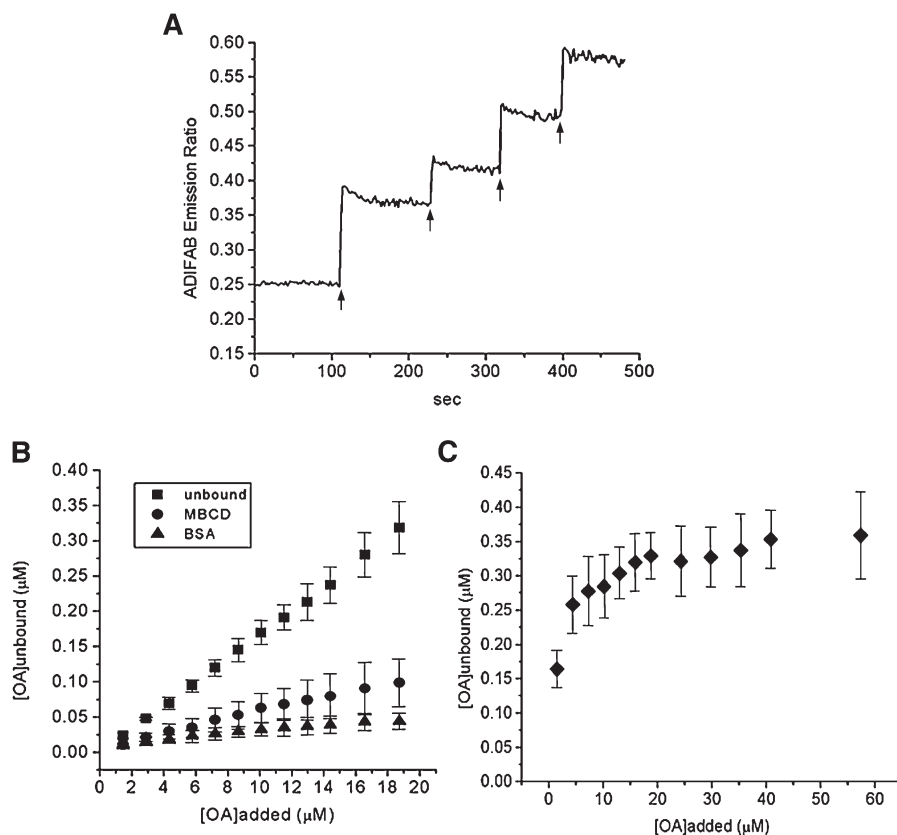 A
0.60
0.55
0.50
0.45
0.40
0.35
0.30
0.25
0.20
0.15
ADIFAB Emission Ratio
0 100 200 300 400 500
sec
B
0.40
0.35
0.30
0.25
0.20
0.15
0.10
0.05
0.00
[OA]unbound (μM)
unbound
MBCD
BSA
0 2 4 6 8 10 12 14 16 18 20
[OA]added (μM)
C
0.45
0.40
0.35
0.30
0.25
0.20
0.15
0.10
0.05
0.00
[OA]unbound (μM)
0 10 20 30 40 50 60
[OA]added (μM)